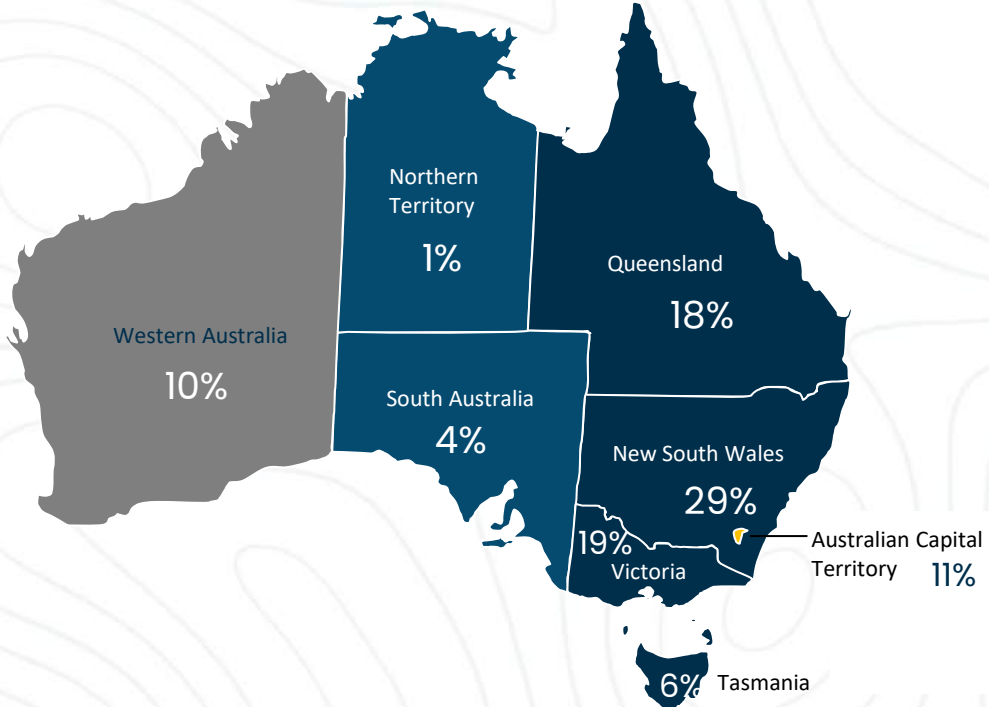 Northern
Territory
1%
Queensland
18%
Western Australia
10%
South Australia
4%
New South Wales
29%
19%
Victoria
Australian Capital
Territory 11%
6% Tasmania